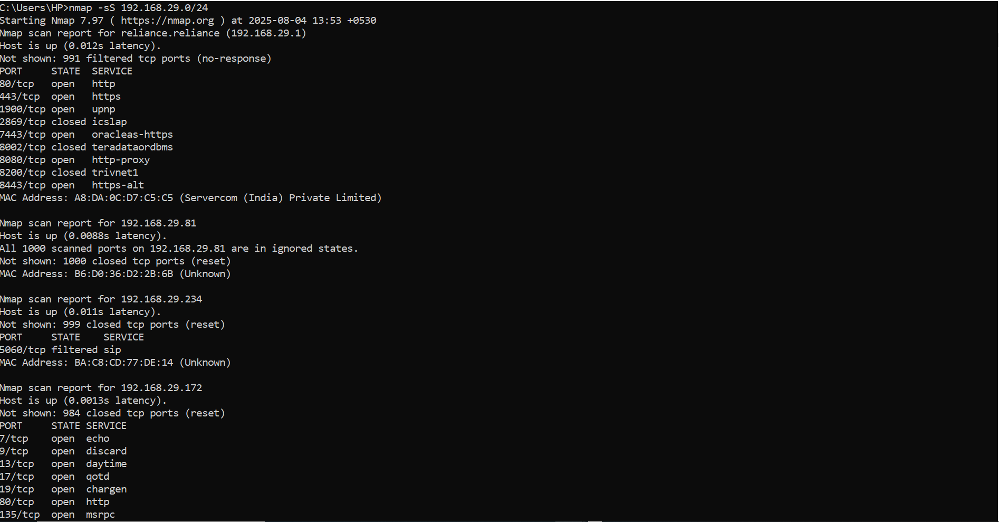 C:\Users\HP>nmap -sS 192.168.29.0/24
Starting Nmap 7.97 ( https://nmap.org ) at 2025-08-04 13:53 +0530
Nmap scan report for reliance.reliance (192.168.29.1)
Host is up (0.012s latency).
Not shown: 991 filtered tcp ports (no-response)
PORT     STATE  SERVICE
80/tcp   open   http
443/tcp  open   https
1900/tcp open   upnp
2869/tcp closed icslap
7443/tcp open   oracleas-https
8002/tcp closed teradataordbms
8080/tcp open   http-proxy
8200/tcp closed trivnet1
8443/tcp open   https-alt
MAC Address: A8:DA:0C:D7:C5:C5 (Servercom (India) Private Limited)

Nmap scan report for 192.168.29.81
Host is up (0.0088s latency).
All 1000 scanned ports on 192.168.29.81 are in ignored states.
Not shown: 1000 closed tcp ports (reset)
MAC Address: B6:D0:36:D2:2B:6B (Unknown)

Nmap scan report for 192.168.29.234
Host is up (0.011s latency).
Not shown: 999 closed tcp ports (reset)
PORT     STATE    SERVICE
5060/tcp filtered sip
MAC Address: BA:C8:CD:77:DE:14 (Unknown)

Nmap scan report for 192.168.29.172
Host is up (0.0013s latency).
Not shown: 984 closed tcp ports (reset)
PORT     STATE SERVICE
7/tcp    open  echo
9/tcp    open  discard
13/tcp   open  daytime
17/tcp   open  qotd
19/tcp   open  chargen
80/tcp   open  http
135/tcp  open  msrpc